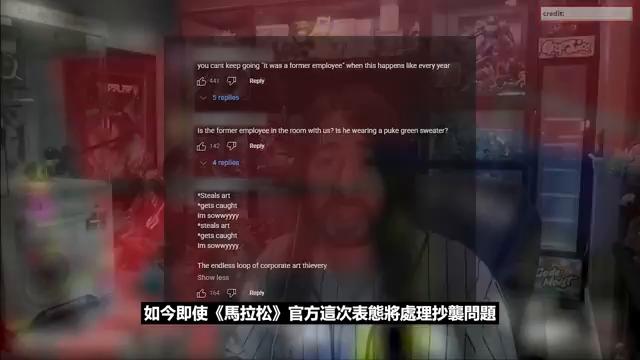 credit:
you cant keep going "it was a former employee" when this happens like every year
441
Reply
5 replies
Is the former employee in the room with us? Is he wearing a puke green sweater?
142
Reply
4 replies
*Steals art
*gets caught
Im sowwyyyy
*steals art
*gets caught
Im sowwyyyy
The endless loop of corporate art thievery
Show less
164
Reply
如今即使《馬拉松》官方這次表態將處理抄襲問題